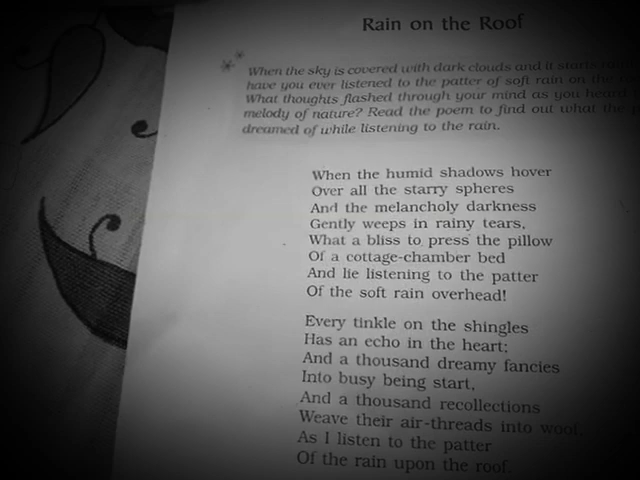 Rain on the Roof
When the sky is covered with dark clouds and it starts
have you ever listened to the patter of soft rain on the
What thoughts flashed through your mind as you heard
melody of nature? Read the poem to find out what the
dreamed of while listening to the rain.
When the humid shadows hover
Over all the starry spheres
And the melancholy darkness
Gently weeps in rainy tears,
What a bliss to press the pillow
Of a cottage-chamber bed
And lie listening to the patter
Of the soft rain overhead!
Every tinkle on the shingles
Has an echo in the heart;
And a thousand dreamy fancies
Into busy being start,
And a thousand recollections
Weave their air-threads into woof,
As I listen to the patter
Of the rain upon the roof.